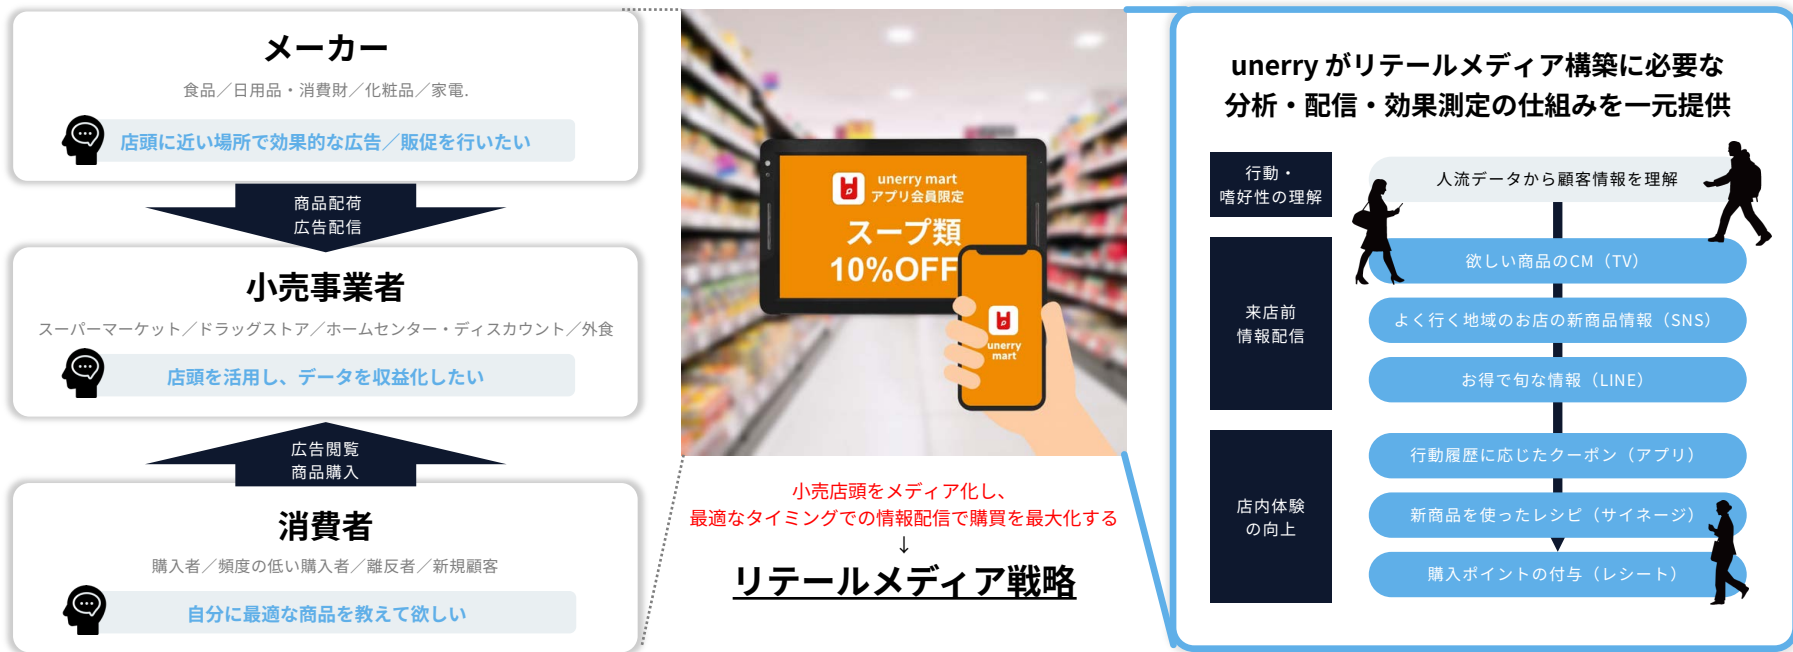 メーカー
食品／日用品・消費財／化粧品／家電.
店頭に近い場所で効果的な広告／販促を行いたい
商品配荷
広告配信
小売事業者
スーパーマーケット／ドラッグストア／ホームセンター・ディスカウント／外食
店頭を活用し、データを収益化したい
広告閲覧
商品購入
消費者
購入者／頻度の低い購入者／離反者／新規顧客
自分に最適な商品を教えて欲しい
unerry mart
アプリ会員限定
スープ類
10%OFF
unerry
mart
小売店頭をメディア化し、
最適なタイミングでの情報配信で購買を最大化する
↓
リテールメディア戦略
unerry がリテールメディア構築に必要な
分析・配信・効果測定の仕組みを一元提供
行動・
嗜好性の理解
人流データから顧客情報を理解
来店前
情報配信
欲しい商品のCM（TV）
よく行く地域のお店の新商品情報（SNS）
お得で旬な情報（LINE）
店内体験
の向上
行動履歴に応じたクーポン（アプリ）
新商品を使ったレシピ（サイネージ）
購入ポイントの付与（レシート）